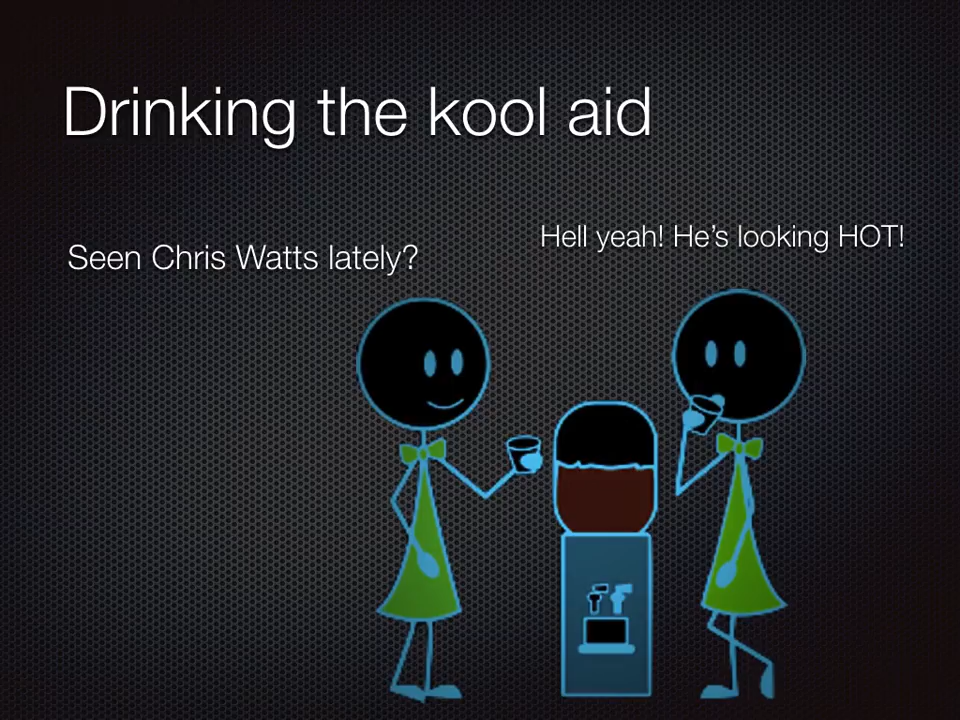 Drinking the kool aid
Seen Chris Watts lately?
Hell yeah! He’s looking HOT!